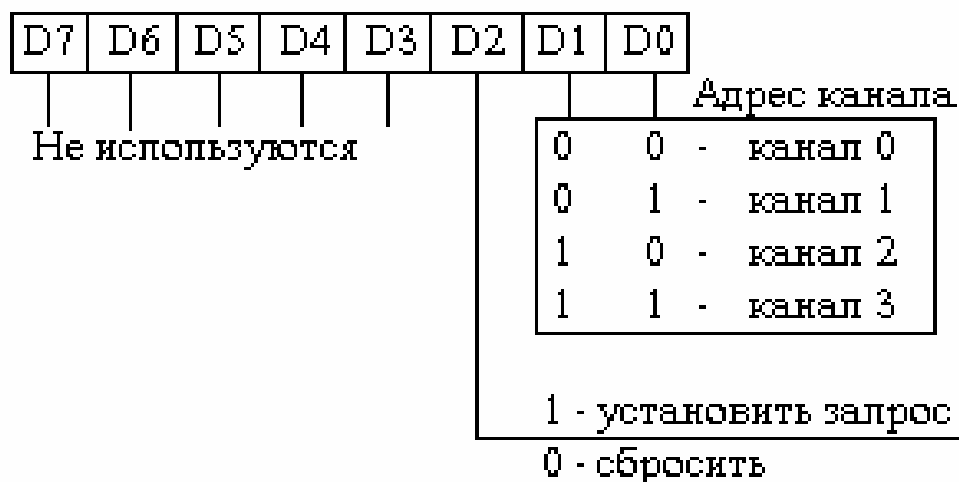 D7 D6 D5 D4 D3 D2 D1 D0
Адрес канала
Не используются
0 0 - канал 0
0 1 - канал 1
1 0 - канал 2
1 1 - канал 3
1 - установить запрос
0 - сбросить